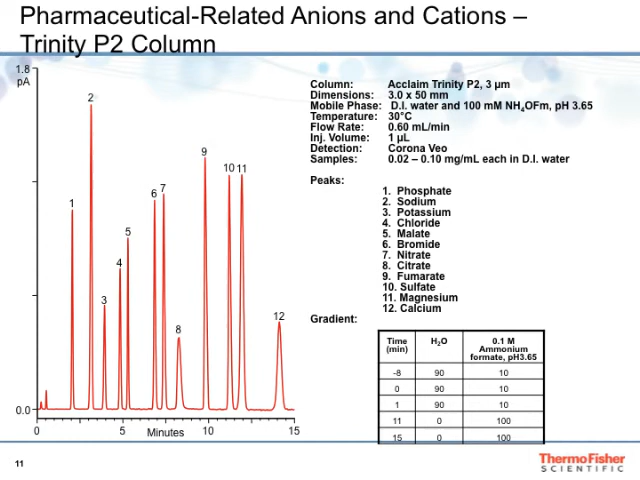 Pharmaceutical-Related Anions and Cations –
Trinity P2 Column
1.8
pA
0.0
0 5 Minutes 10 15
1
2
3
4
5
6
7
8
9
10
11
12
Column: Acclaim Trinity P2, 3 µm
Dimensions: 3.0 x 50 mm
Mobile Phase: D.I. water and 100 mM NH₄OFm, pH 3.65
Temperature: 30°C
Flow Rate: 0.60 mL/min
Inj. Volume: 1 µL
Detection: Corona Veo
Samples: 0.02 – 0.10 mg/mL each in D.I. water
Peaks:
1. Phosphate
2. Sodium
3. Potassium
4. Chloride
5. Malate
6. Bromide
7. Nitrate
8. Citrate
9. Fumarate
10. Sulfate
11. Magnesium
12. Calcium
Gradient:
Time (min) H₂O 0.1 M Ammonium formate, pH3.65
-8 90 10
0 90 10
1 90 10
11 0 100
15 0 100
11
ThermoFisher
SCIENTIFIC